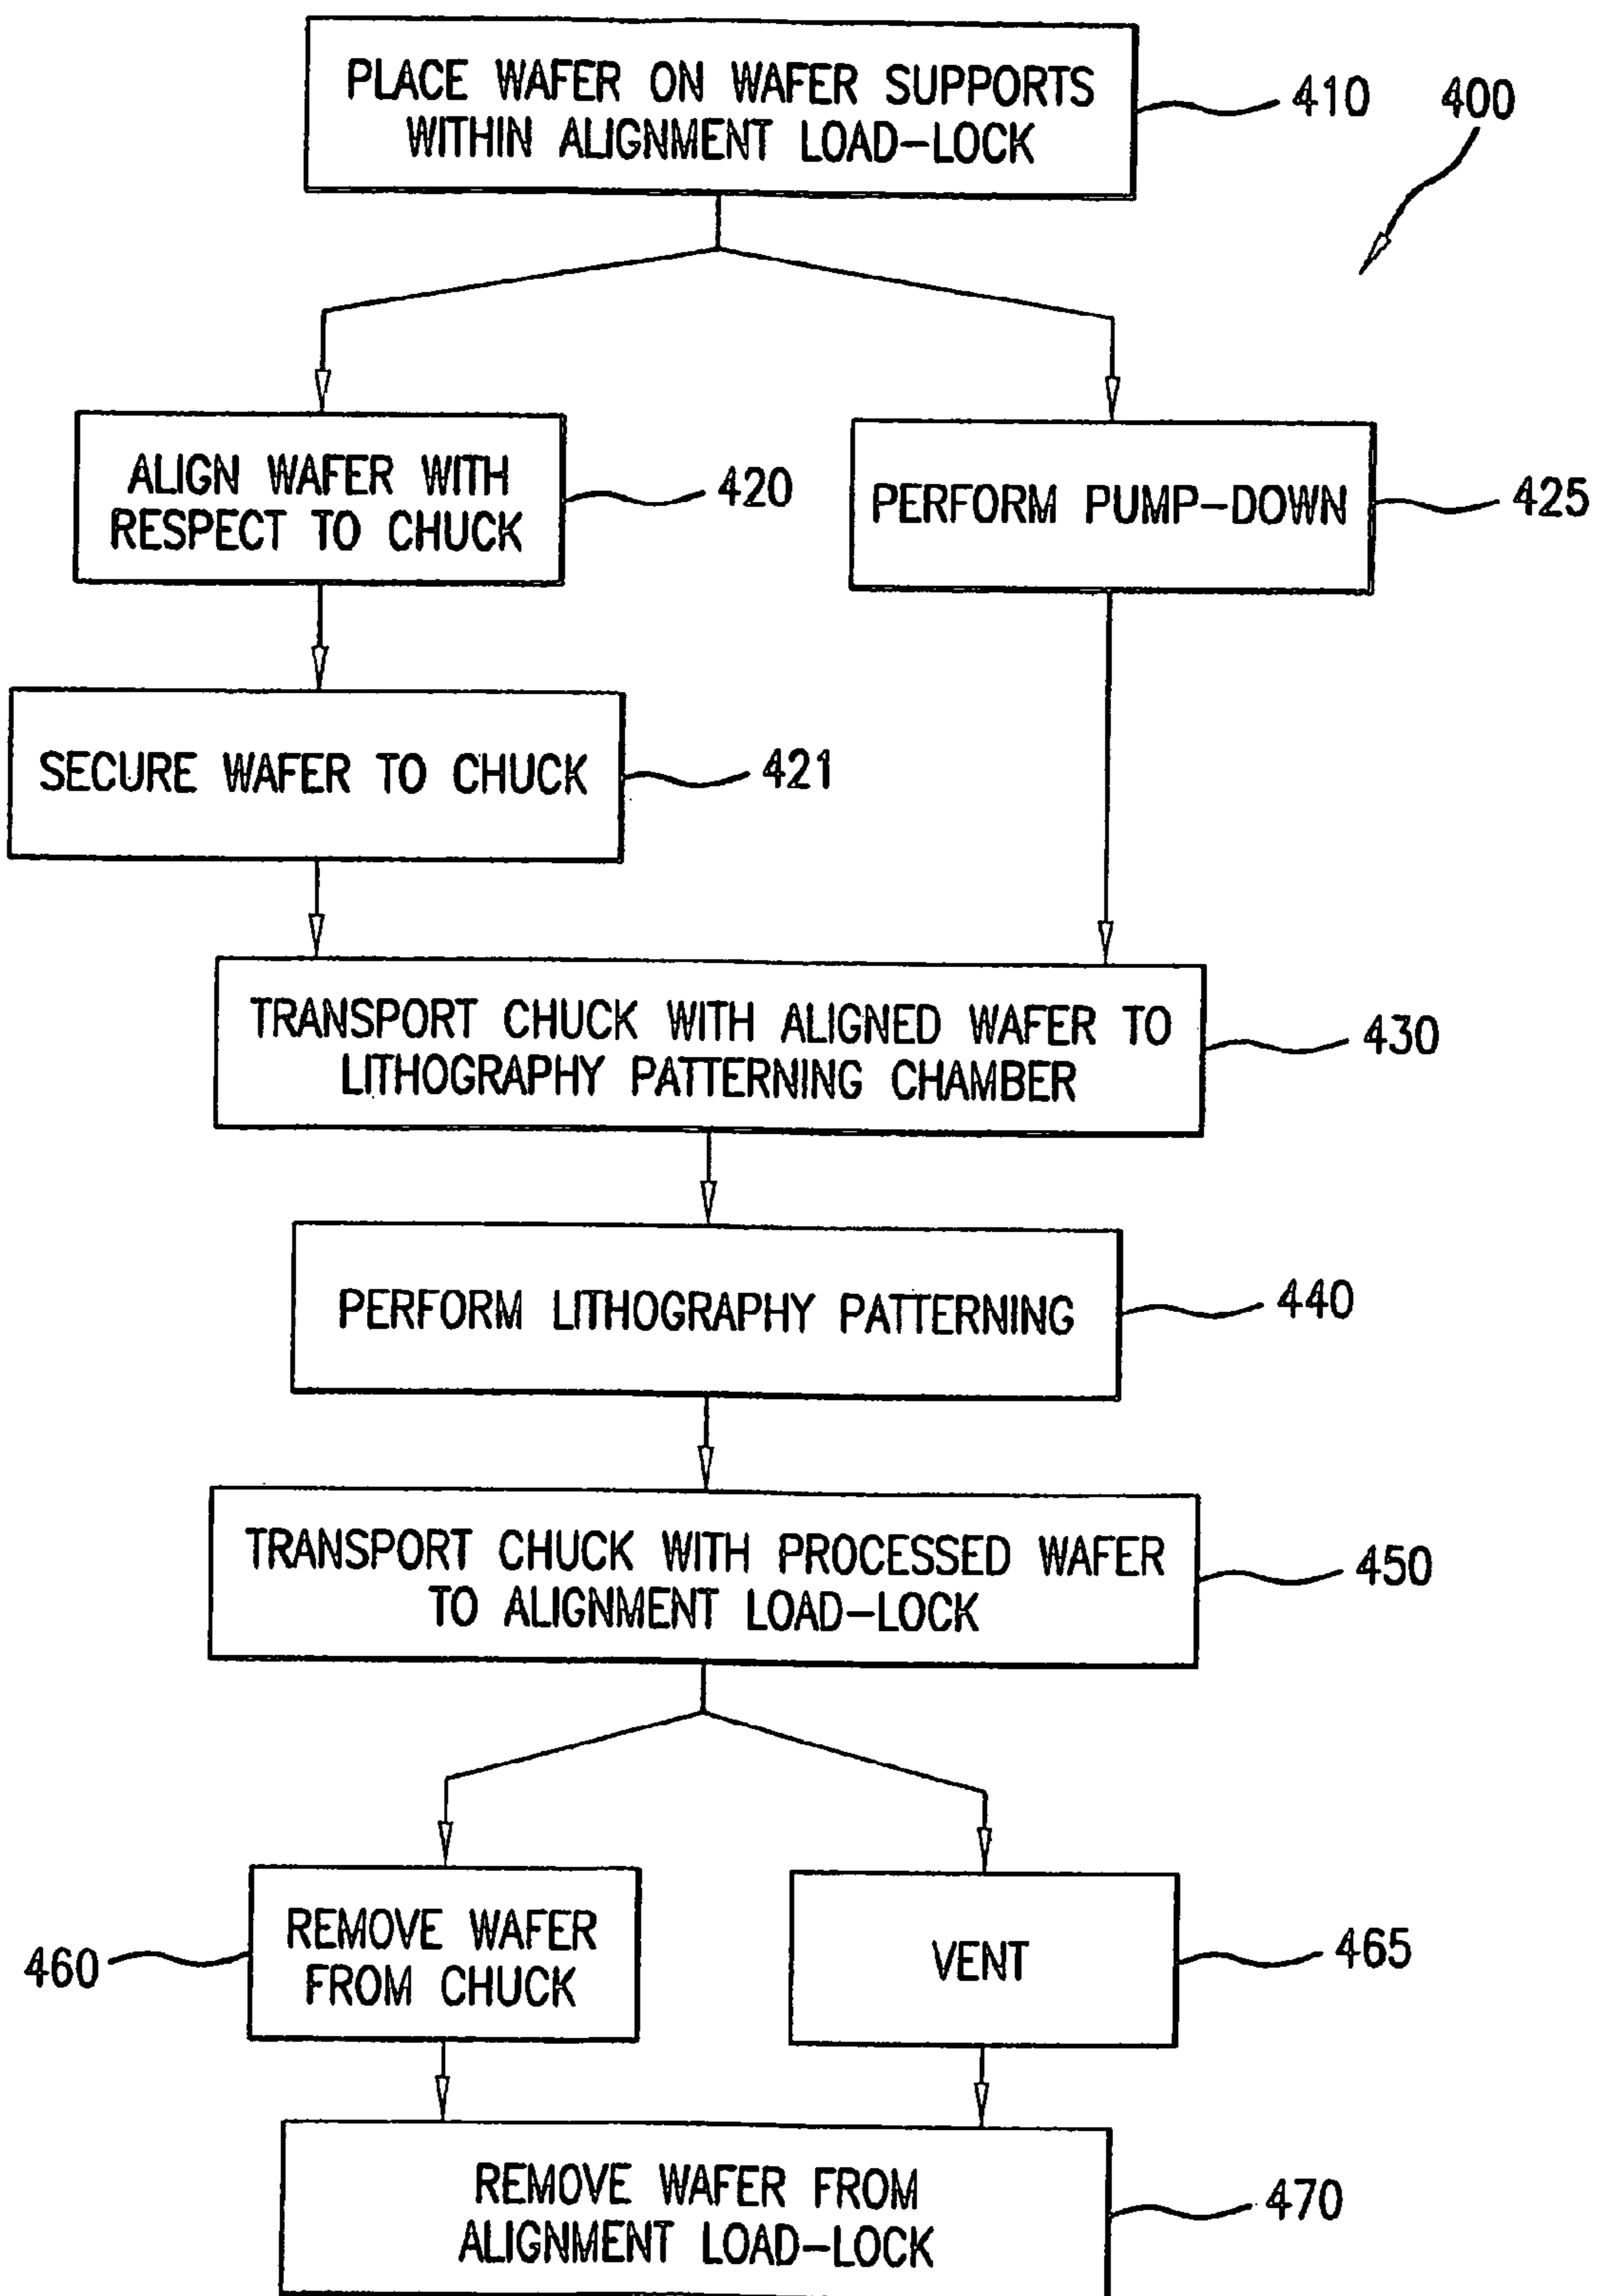 PLACE WAFER ON WAFER SUPPORTS
WITHIN ALIGNMENT LOAD-LOCK
410
400
ALIGN WAFER WITH
RESPECT TO CHUCK
420
PERFORM PUMP-DOWN
425
SECURE WAFER TO CHUCK
421
TRANSPORT CHUCK WITH ALIGNED WAFER TO
LITHOGRAPHY PATTERNING CHAMBER
430
PERFORM LITHOGRAPHY PATTERNING
440
TRANSPORT CHUCK WITH PROCESSED WAFER
TO ALIGNMENT LOAD-LOCK
450
460
REMOVE WAFER
FROM CHUCK
VENT
465
REMOVE WAFER FROM
ALIGNMENT LOAD-LOCK
470